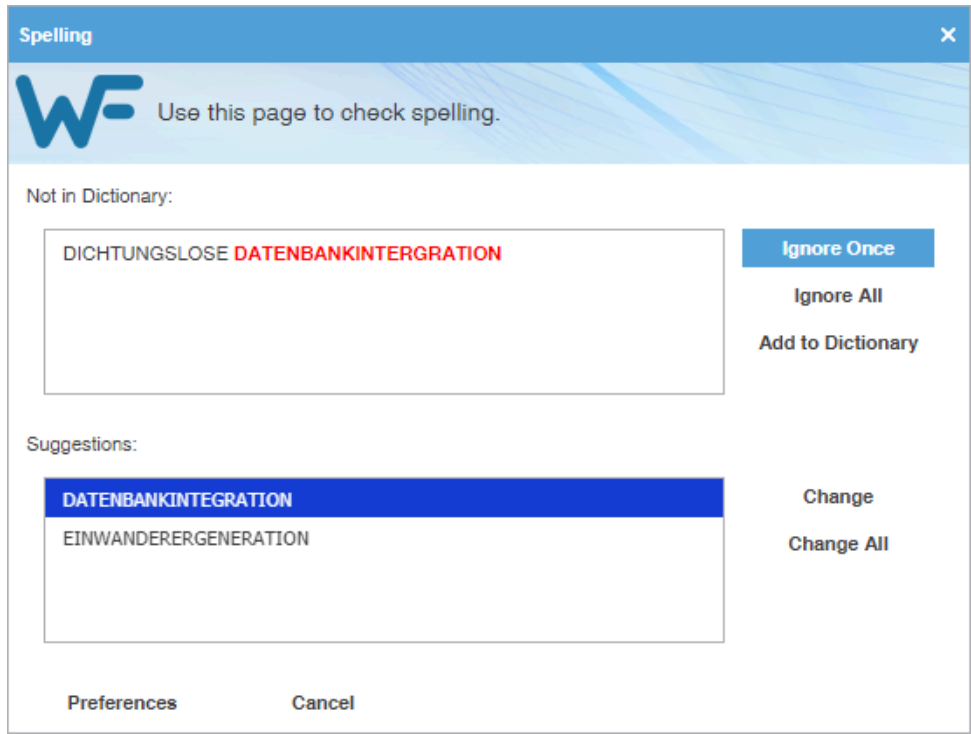 Spelling
WF
Use this page to check spelling.
Not in Dictionary:
DICHTUNGSLOSE DATENBANKINTERGRATION
Ignore Once
Ignore All
Add to Dictionary
Suggestions:
DATENBANKINTEGRATION
EINWANDERERGENERATION
Change
Change All
Preferences Cancel